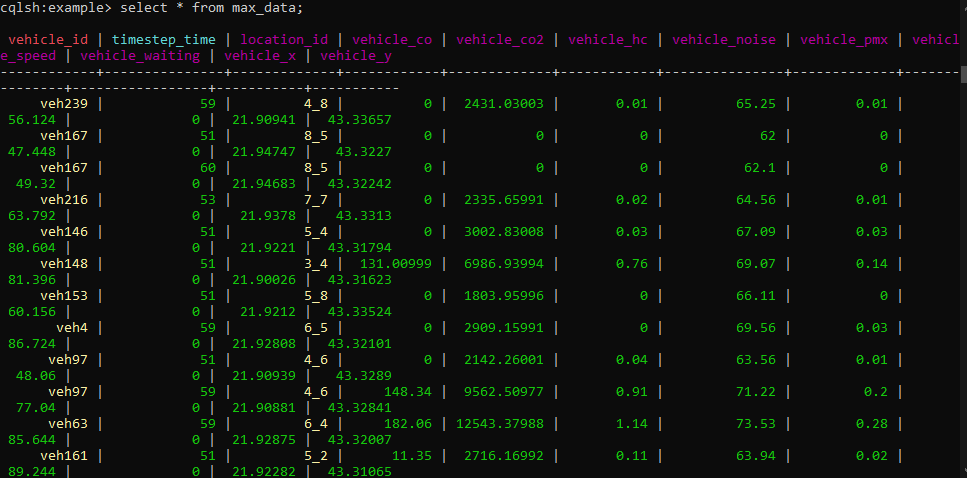 cqlsh:example> select * from max_data;
vehicle_id | timestep_time | location_id | vehicle_co | vehicle_co2 | vehicle_hc | vehicle_noise | vehicle_pmx | vehicl
e_speed | vehicle_waiting | vehicle_x | vehicle_y
------------+---------------+-------------+------------+-------------+------------+---------------+-------------+-------
--------+-----------------+-----------+-----------
veh239 | 59 | 4_8 | 0 | 2431.03003 | 0.01 | 65.25 | 0.01 |
56.124 | 0 | 21.90941 | 43.33657
veh167 | 51 | 8_5 | 0 | 0 | 0 | 62 | 0 |
47.448 | 0 | 21.94747 | 43.3227
veh167 | 60 | 8_5 | 0 | 0 | 0 | 62.1 | 0 |
49.32 | 0 | 21.94683 | 43.32242
veh216 | 53 | 7_7 | 0 | 2335.65991 | 0.02 | 64.56 | 0.01 |
63.792 | 0 | 21.9378 | 43.3313
veh146 | 51 | 5_4 | 0 | 3002.83008 | 0.03 | 67.09 | 0.03 |
80.604 | 0 | 21.9221 | 43.31794
veh148 | 51 | 3_4 | 131.00999 | 6986.93994 | 0.76 | 69.07 | 0.14 |
81.396 | 0 | 21.90026 | 43.31623
veh153 | 51 | 5_8 | 0 | 1803.95996 | 0 | 66.11 | 0 |
60.156 | 0 | 21.9212 | 43.33524
veh4 | 59 | 6_5 | 0 | 2909.15991 | 0 | 69.56 | 0.03 |
86.724 | 0 | 21.92808 | 43.32101
veh97 | 51 | 4_6 | 0 | 2142.26001 | 0.04 | 63.56 | 0.01 |
48.06 | 0 | 21.90939 | 43.3289
veh97 | 59 | 4_6 | 148.34 | 9562.50977 | 0.91 | 71.22 | 0.2 |
77.04 | 0 | 21.90881 | 43.32841
veh63 | 59 | 6_4 | 182.06 | 12543.37988 | 1.14 | 73.53 | 0.28 |
85.644 | 0 | 21.92875 | 43.32007
veh161 | 51 | 5_2 | 11.35 | 2716.16992 | 0.11 | 63.94 | 0.02 |
89.244 | 0 | 21.92282 | 43.31065